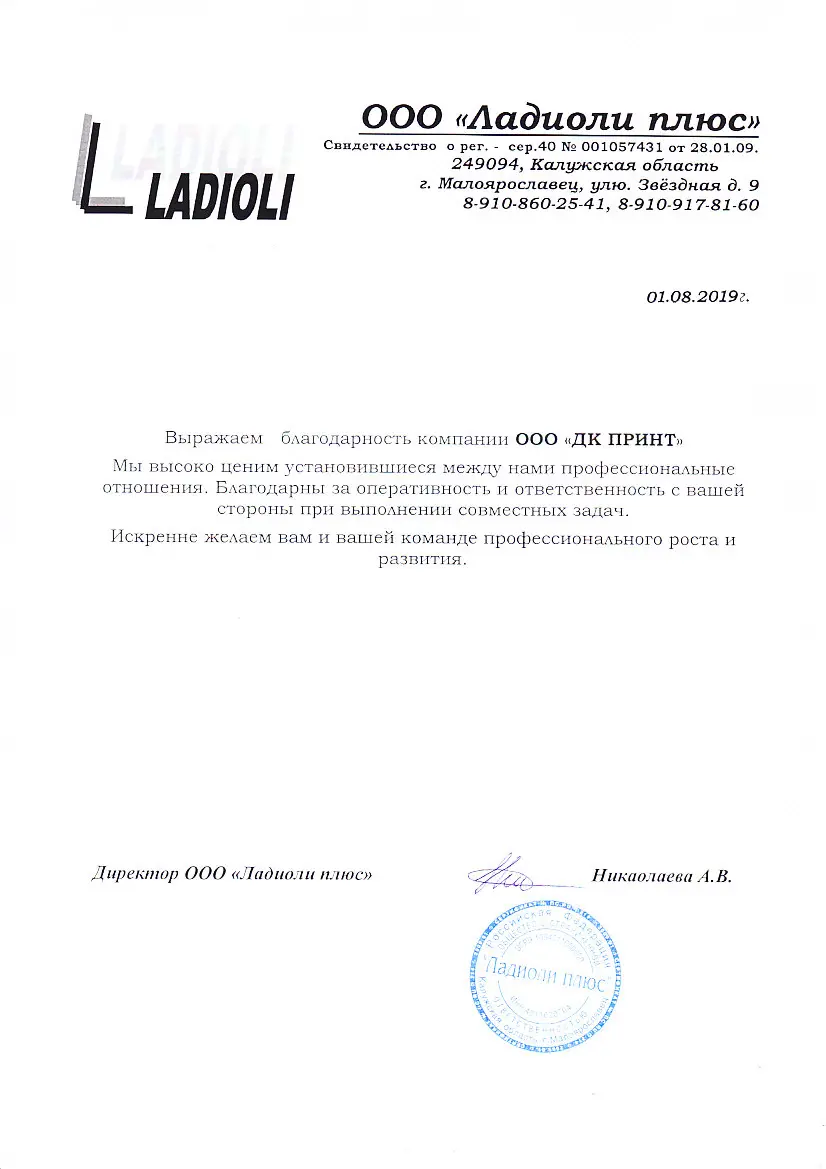 ООО «Ладиоли плюс»
Свидетельство о рег. - сер.40 № 001057431 от 28.01.09.
249094, Калужская область
LADIOLI
г. Малоярославец, улю. Звёздная д. 9
8-910-860-25-41, 8-910-917-81-60
01.08.2019г.
Выражаем благодарность компании ООО «ДК ПРИНТ»
Мы высоко ценим установившиеся между нами профессиональные
отношения. Благодарны за оперативность и ответственность с вашей
стороны при выполнении совместных задач.
Искренне желаем вам и вашей команде профессионального роста и
развития.
Директор ООО «Ладиоли плюс»
Никаолаева А.В.
Российская Федерация
"Ладиоли плюс"
ответственностью
Калужская область г. Малоярославец